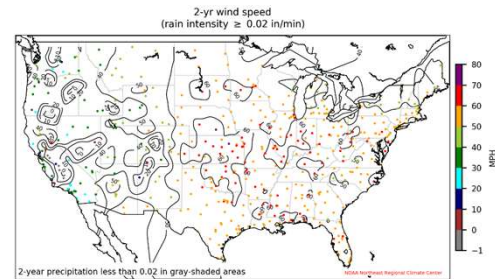 2-yr wind speed
(rain intensity ≥ 0.02 in/min)
80
70
60
50
40
30
20
10
0
−1
MPH
2-year precipitation less than 0.02 in gray-shaded areas
NOAA Northeast Regional Climate Center